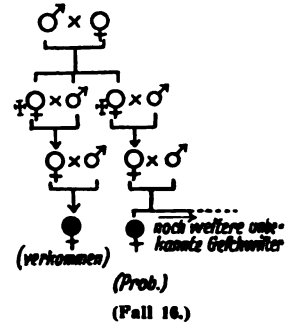 noch weitere unbe-
kannte Geschwister
(verkommen)
(Prob.)
(Fall 16.)